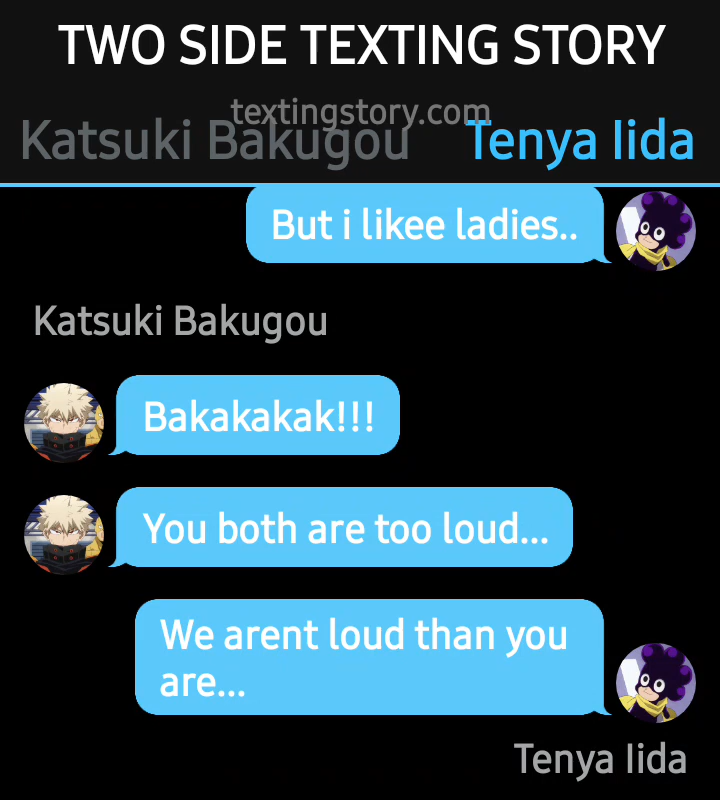 TWO SIDE TEXTING STORY
textingstory.com
Katsuki Bakugou Tenya Iida
But i likee ladies..
Katsuki Bakugou
Bakakakak!!!
You both are too loud...
We arent loud than you
are...
Tenya Iida